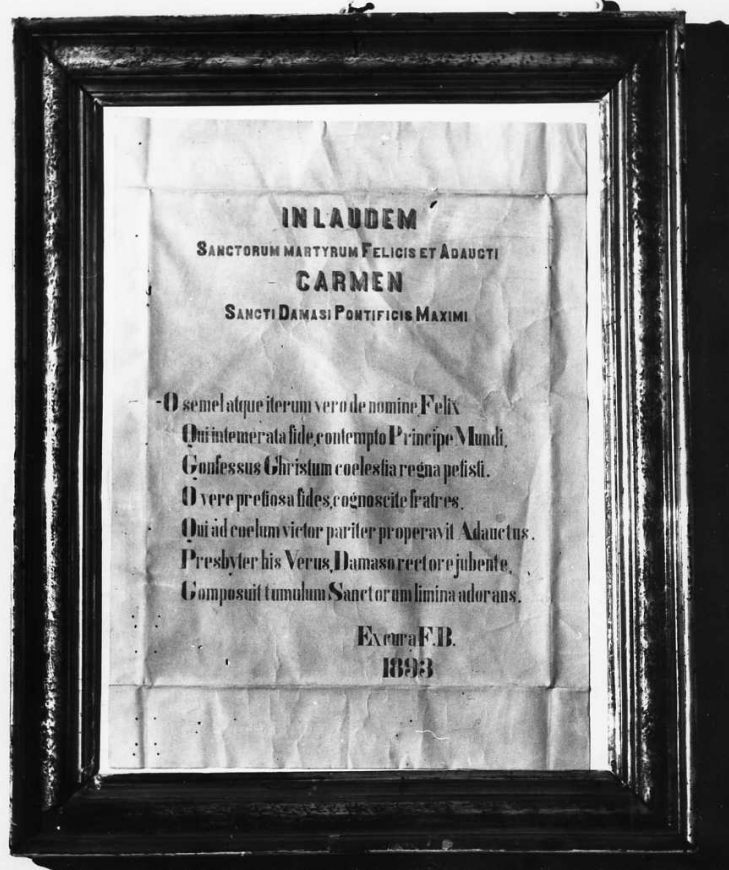 IN LAUDEM
SANCTORUM MARTYRUM FELICIS ET ADAUCTI
CARMEN
SANCTI DAMASI PONTIFICIS MAXIMI
-O semel atque iterum vero de nomine Felix
Qui intemerata fide, contempto Principe Mundi,
Confessus Christum coelestia regna petisti.
O vere pretiosa fides, cognoscite fratres,
Qui ad coelum victor pariter properavit Adauctus.
Presbyter his Verus, Damaso rectore jubente,
Composuit tumulum Sanctorum limina adorans.
Ex cura F.B.
1893